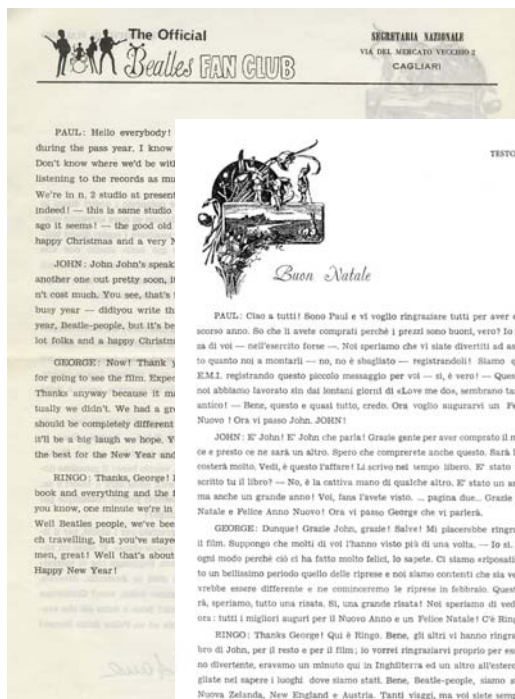 The Official
Beatles FAN CLUB
SEGRETARIA NAZIONALE
VIA DEL MERCATO VECCHIO 2
CAGLIARI
PAUL: Hello everybody!
during the pass year. I know
Don't know where we'd be wit
listening to the records as mu
We're in n. 2 studio at present
indeed! — this is same studio
ago it seems! — the good old
happy Christmas and a very
JOHN: John John's speak
another one out pretty soon, i
n't cost much. You see, that's
busy year — didiyou write th
year, Beatle-people, but it's be
lot folks and a happy Christm
GEORGE: Now! Thank y
for going to see the film. Expec
Thanks anyway because it m
tually we didn't. We had a gr
should be completely different
it'll be a big laugh we hope. Y
the best for the New Year and
RINGO: Thanks, George!
book and everything and the f
you know, one minute we're in
Well Beatles people, we've bee
ch travelling, but you've staye
men, great! Well that's about
Happy New Year!
TESTO
Buon Natale
PAUL: Ciao a tutti! Sono Paul e vi voglio ringraziare tutti per aver
scorso anno. So che li avete comprati perchè i prezzi sono buoni, vero? Io
za di voi — nell'esercito forse —. Noi speriamo che vi siate divertiti ad as
to quanto noi a montarli — no, no è sbagliato — registrandoli! Siamo
E.M.I. registrando questo piccolo messaggio per voi — sì, è vero! — Ques
noi abbiamo lavorato sin dai lontani giorni di «Love me do», sembrano ta
antico! — Bene, questo e quasi tutto, credo. Ora voglio augurarvi un Fe
Nuovo! Ora vi passo John. JOHN!
JOHN: E' John! E' John che parla! Grazie gente per aver comprato il
ce e presto ce ne sarà un altro. Spero che comprerete anche questo. Sarà
costerà molto. Vedi, è questo l'affare! Li scrivo nel tempo libero. E' stato
scritto tu il libro? — No, è la cattiva mano di qualche altro. E' stato un an
ma anche un grande anno! Voi, fans l'avete visto. ... pagina due... Grazie
Natale e Felice Anno Nuovo! Ora vi passo George che vi parlerà.
GEORGE: Dunque! Grazie John, grazie! Salve! Mi piacerebbe ringra
il film. Suppongo che molti di voi l'hanno visto più di una volta. — Io sì.
ogni modo perchè ciò ci ha fatto molto felici, lo sapete. Ci siamo eriposati
to un bellissimo periodo quello delle riprese e noi siamo contenti che sia ve
vrebbe essere differente e ne cominceremo le riprese in febbraio. Quest
rà, speriamo, tutto una risata. Sì, una grande risata! Noi speriamo di ved
ora: tutti i migliori auguri per il Nuovo Anno e un Felice Natale! C'è Ring
RINGO: Thanks George! Qui è Ringo. Bene, gli altri vi hanno ringra
bro di John, per il resto e per il film; io vorrei ringraziarvi proprio per es
no divertente, eravamo un minuto qui in Inghilterra ed un altro all'ester
gliate nel sapere i luoghi dove siamo stati. Bene, Beatle-people, siamo s
Nuova Zelanda, New England e Austria. Tanti viaggi, ma voi siete semp